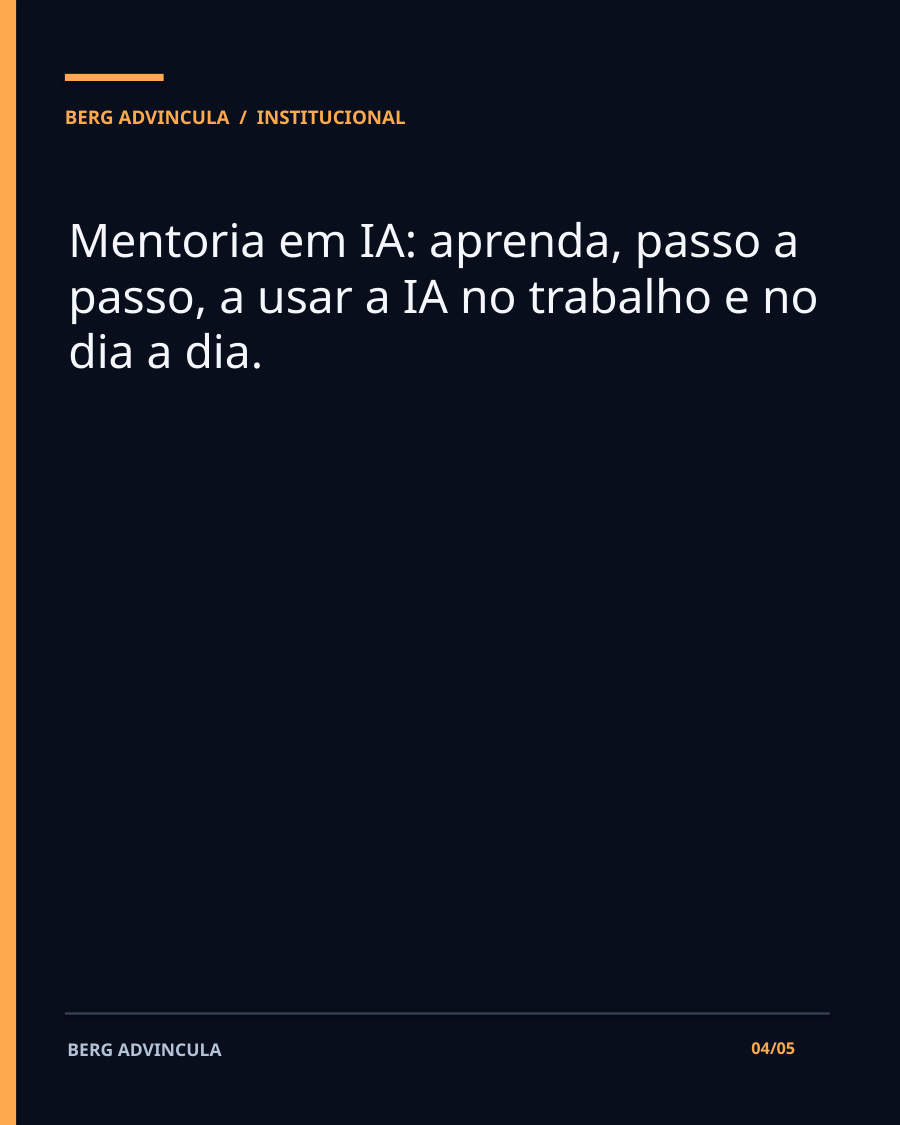 BERG ADVINCULA / INSTITUCIONAL
Mentoria em IA: aprenda, passo a
passo, a usar a IA no trabalho e no
dia a dia.
BERG ADVINCULA
04/05